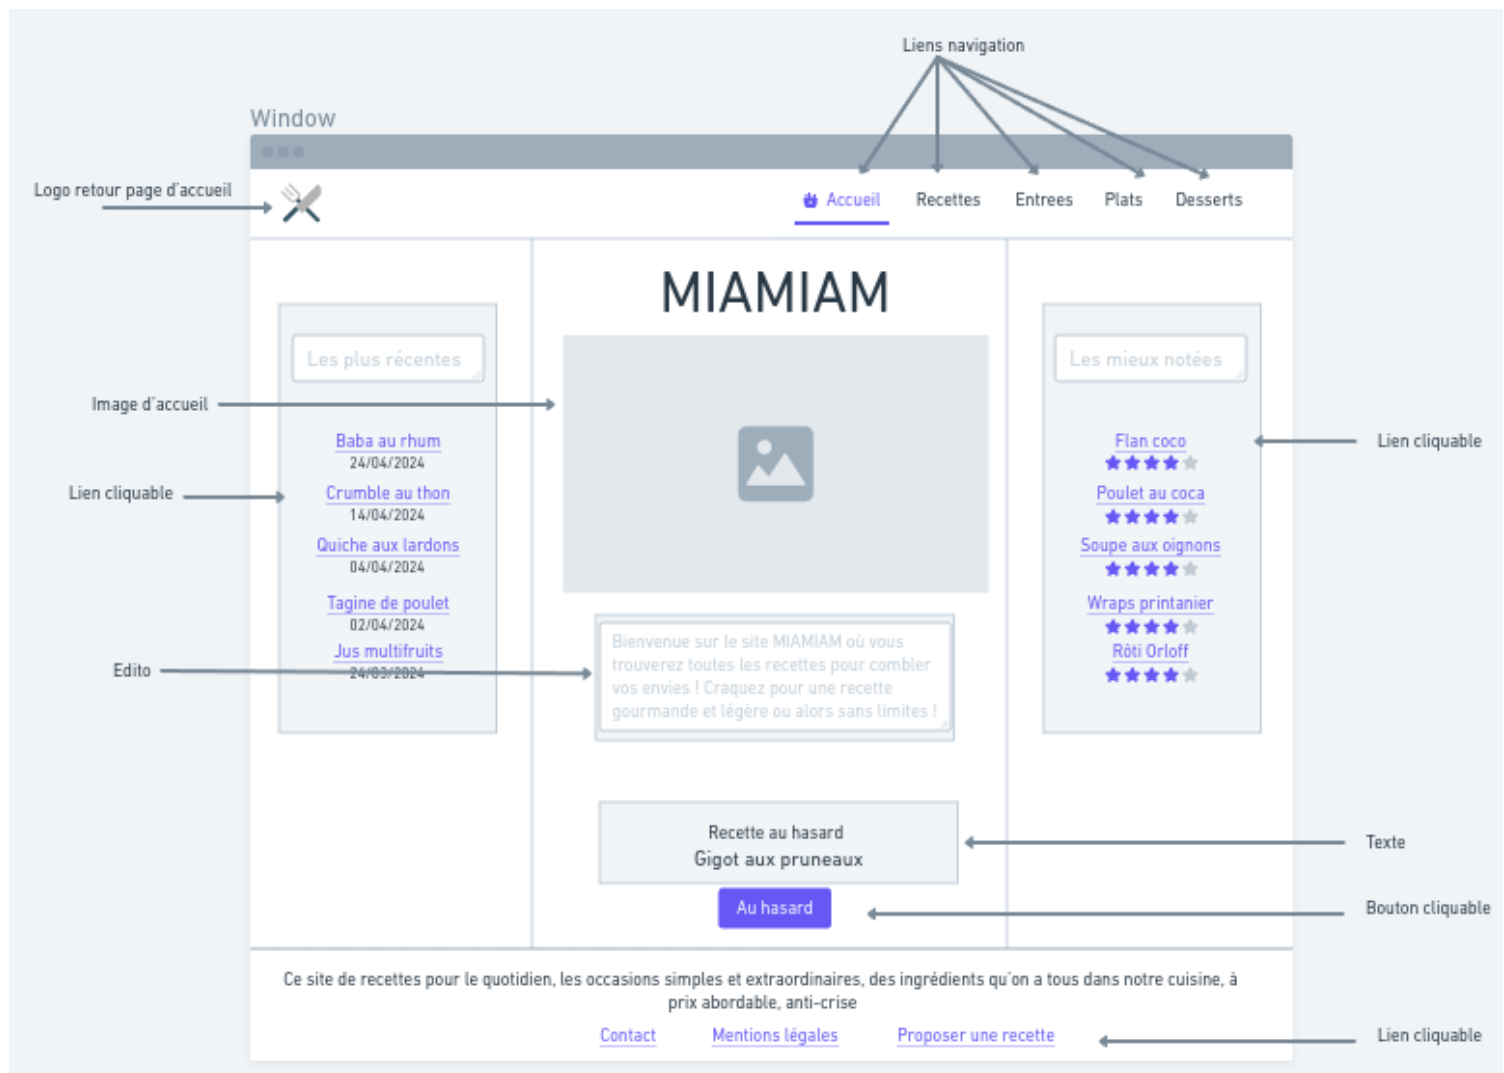 Liens navigation
Window
Logo retour page d'accueil
Accueil
Recettes
Entrees
Plats
Desserts
MIAMIAM
Les plus récentes
Baba au rhum
24/04/2024
Crumble au thon
14/04/2024
Quiche aux lardons
04/04/2024
Tagine de poulet
02/04/2024
Jus multifruits
24/03/2024
Image d'accueil
Lien cliquable
Edito
Bienvenue sur le site MIAMIAM où vous
trouverez toutes les recettes pour combler
vos envies ! Craquez pour une recette
gourmande et légère ou alors sans limites !
Les mieux notées
Flan coco
Poulet au coca
Soupe aux oignons
Wraps printanier
Rôti Orloff
Lien cliquable
Recette au hasard
Gigot aux pruneaux
Texte
Au hasard
Bouton cliquable
Ce site de recettes pour le quotidien, les occasions simples et extraordinaires, des ingrédients qu'on a tous dans notre cuisine, à
prix abordable, anti-crise
Contact
Mentions légales
Proposer une recette
Lien cliquable